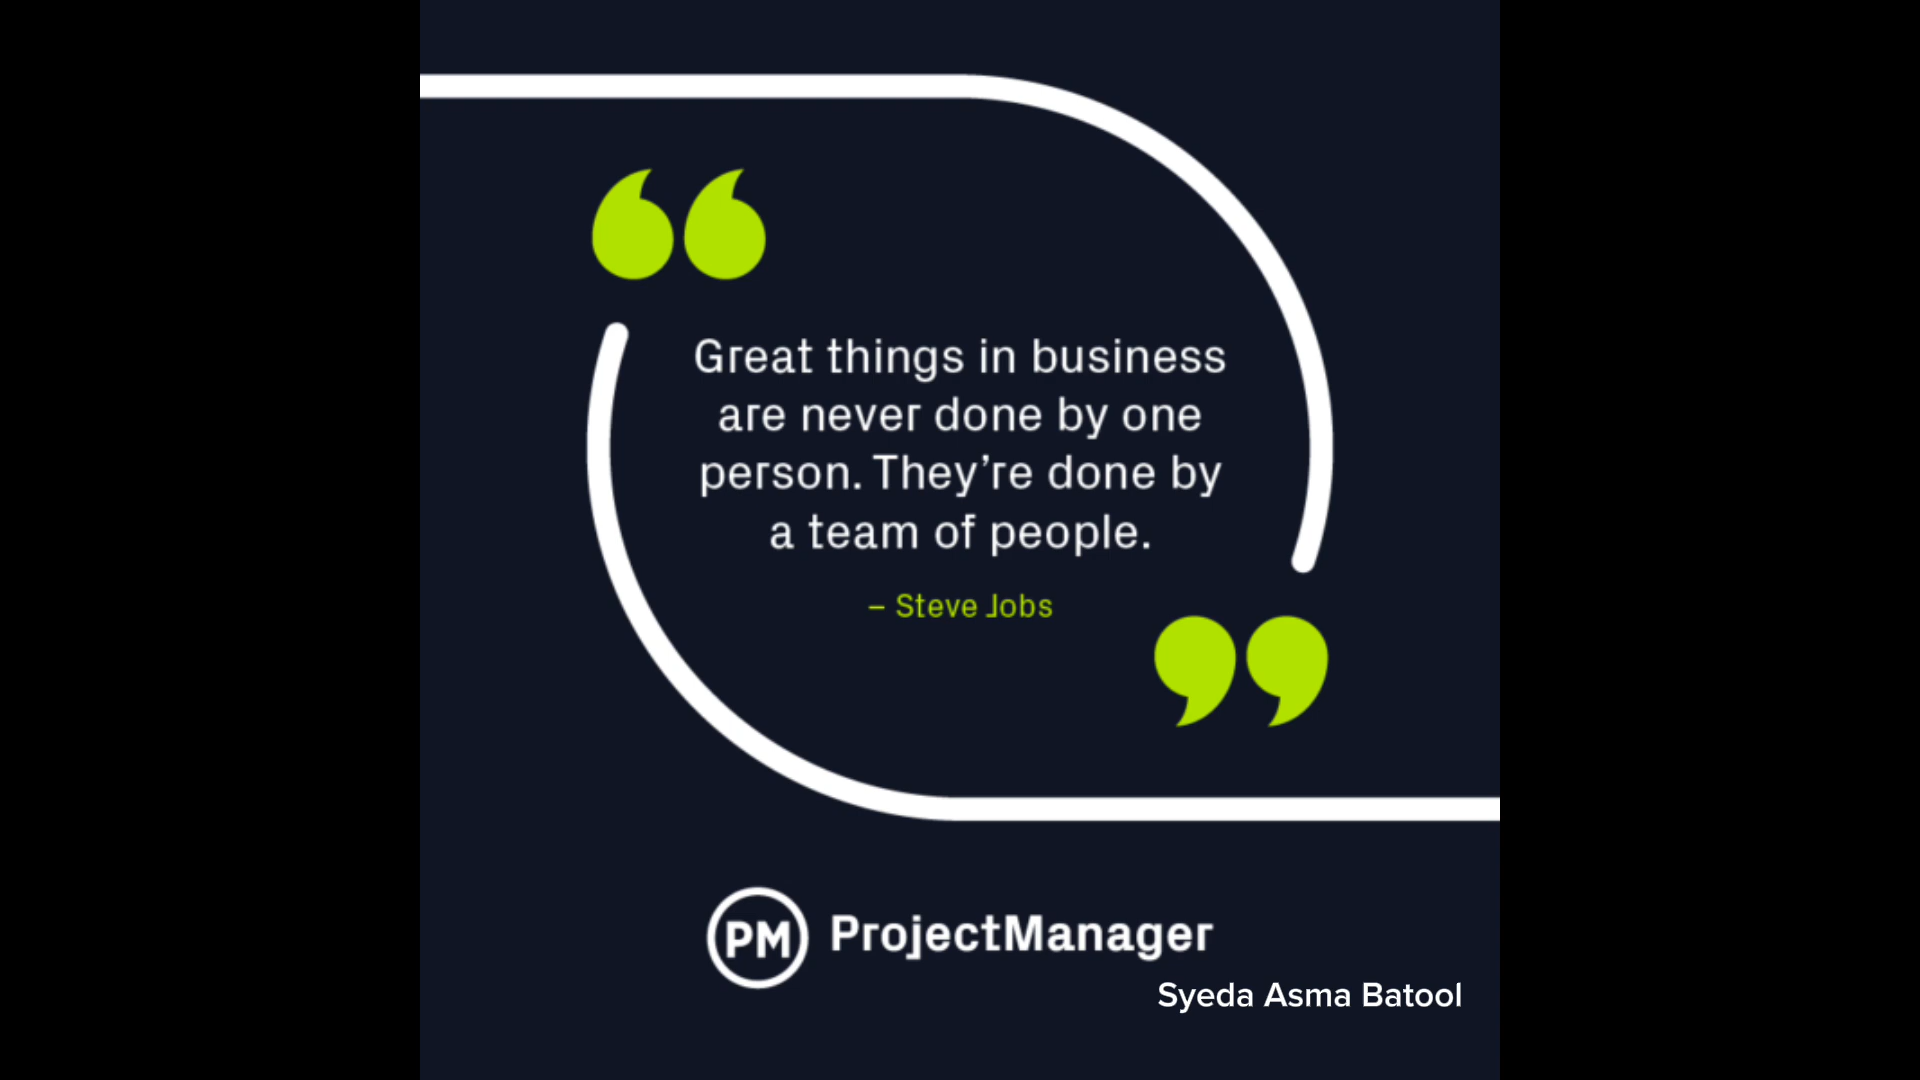 Great things in business
are never done by one
person. They’re done by
a team of people.
– Steve Jobs
PM ProjectManager
Syeda Asma Batool